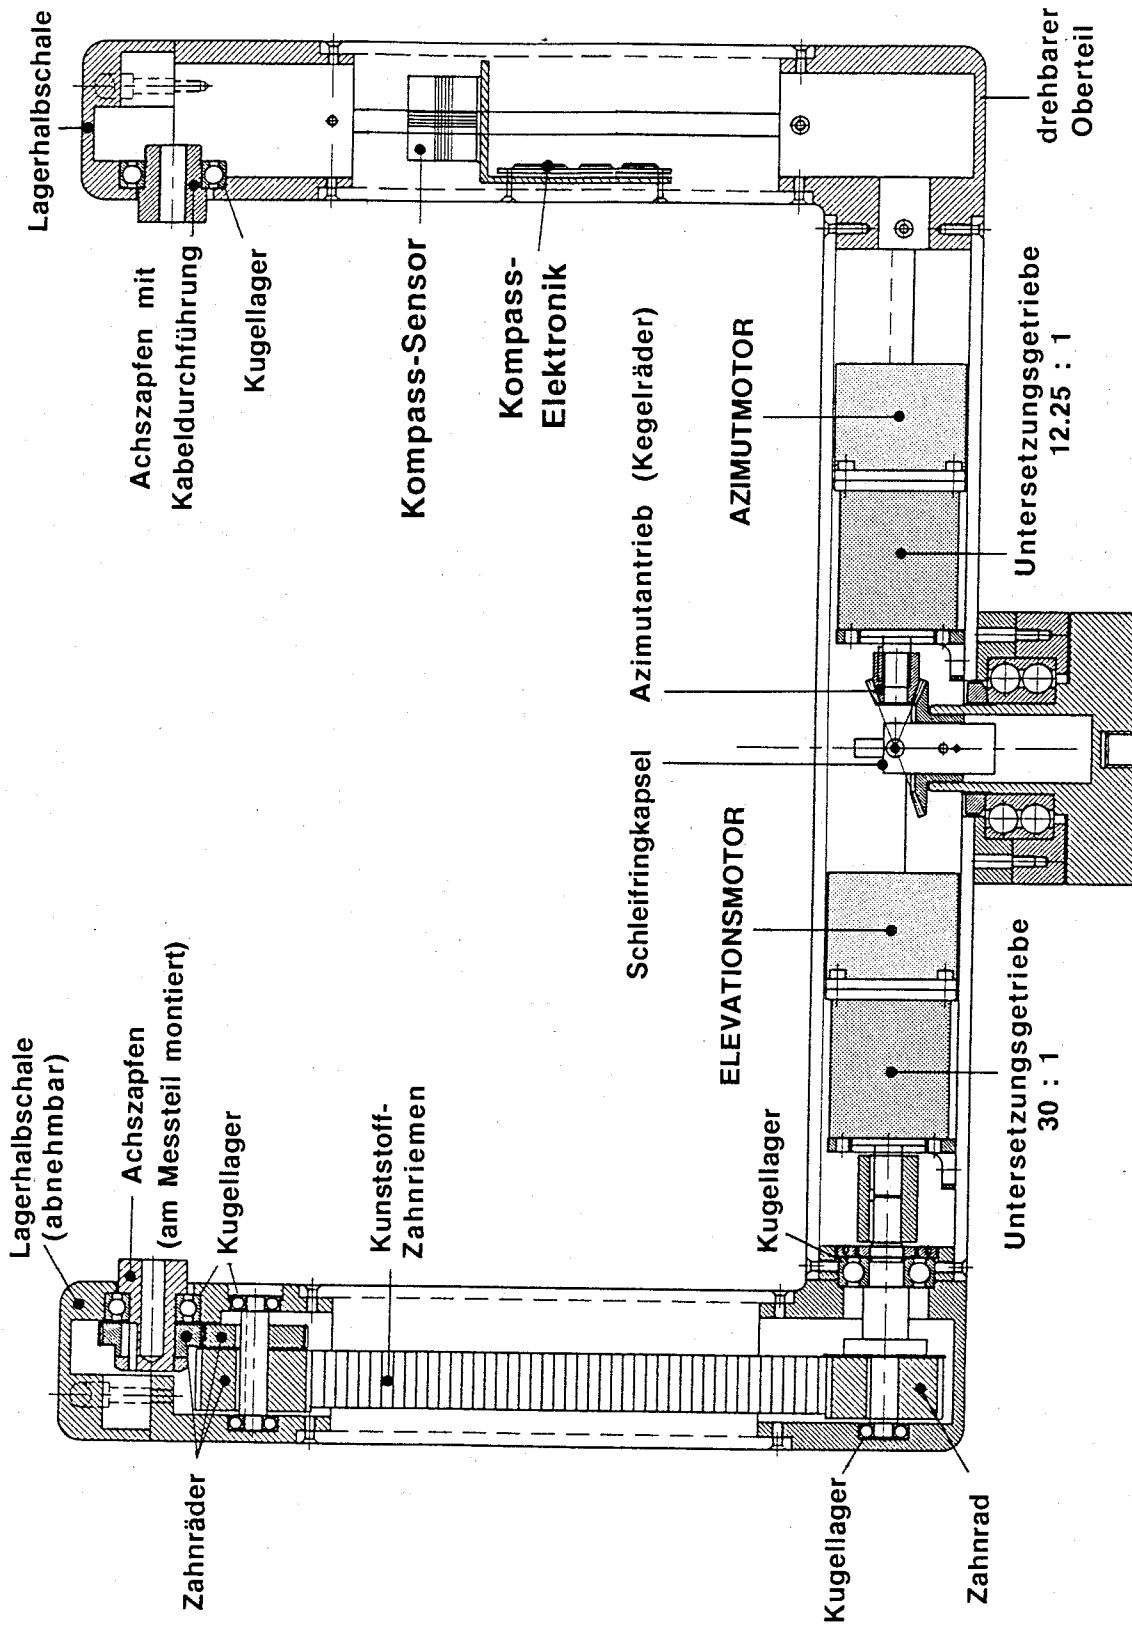 Lagerhalbschale
(abnehmbar)
Achszapfen
(am Messteil montiert)
Kugellager
Kunststoff-
Zahnriemen
Zahnräder
Kugellager
Kugellager
Zahnrad
ELEVATIONSMOTOR
Untersetzungsgetriebe
30 : 1
Schleifringkapsel
Azimutantrieb (Kegelräder)
AZIMUTMOTOR
Untersetzungsgetriebe
12.25 : 1
Lagerhalbschale
Achszapfen mit
Kabeldurchführung
Kugellager
Kompass-Sensor
Kompass-
Elektronik
drehbarer
Oberteil